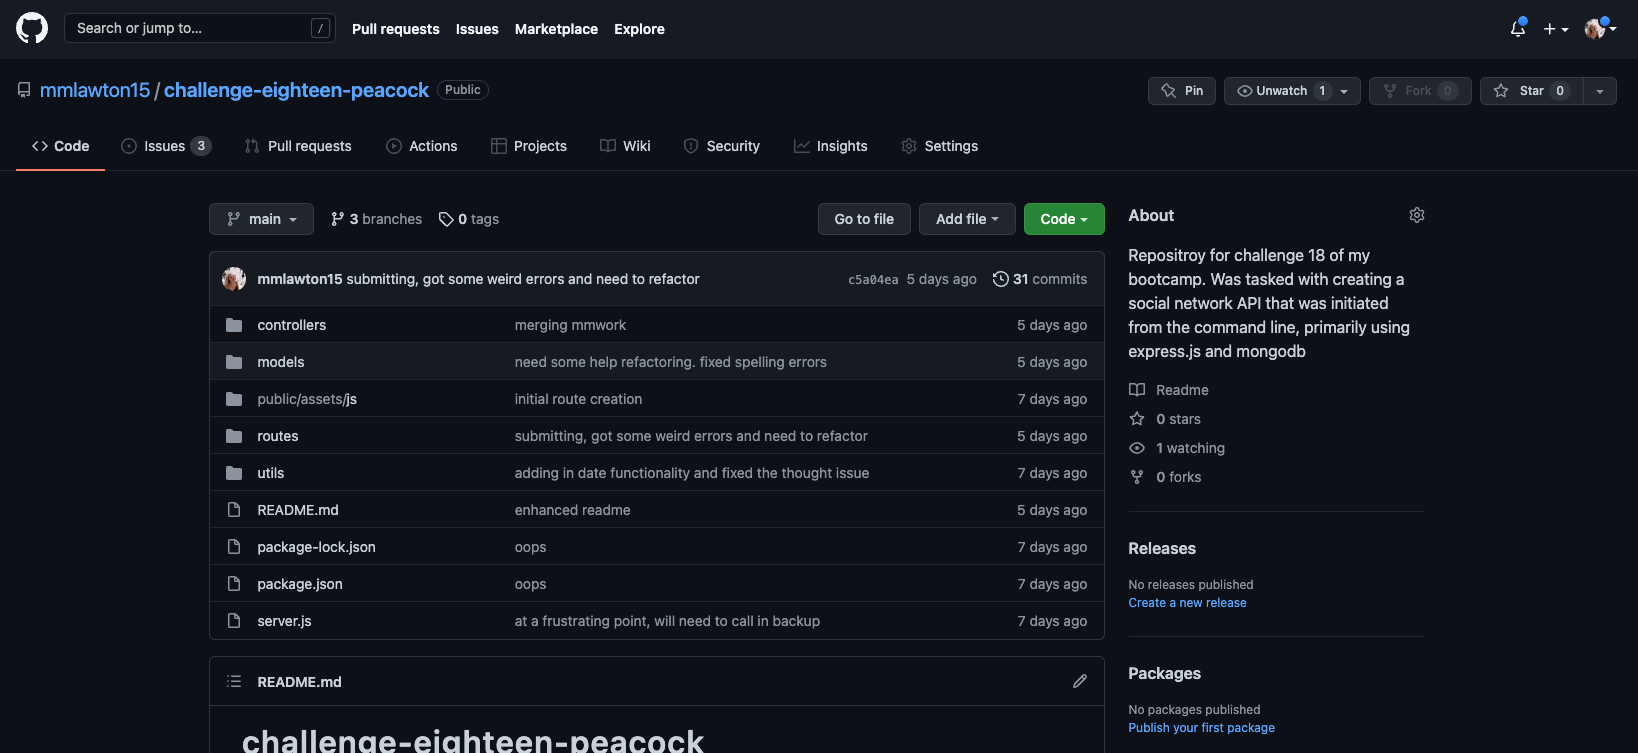 Search or jump to... /
Pull requests Issues Marketplace Explore
mmlawton15 / challenge-eighteen-peacock Public
Pin Unwatch 1 Fork 0 Star 0
Code Issues 3 Pull requests Actions Projects Wiki Security Insights Settings
main 3 branches 0 tags Go to file Add file Code
mmlawton15 submitting, got some weird errors and need to refactor c5a04ea 5 days ago 31 commits
controllers merging mmwork 5 days ago
models need some help refactoring. fixed spelling errors 5 days ago
public/assets/js initial route creation 7 days ago
routes submitting, got some weird errors and need to refactor 5 days ago
utils adding in date functionality and fixed the thought issue 7 days ago
README.md enhanced readme 5 days ago
package-lock.json oops 7 days ago
package.json oops 7 days ago
server.js at a frustrating point, will need to call in backup 7 days ago
README.md
challenge-eighteen-peacock
About
Repositroy for challenge 18 of my
bootcamp. Was tasked with creating a
social network API that was initiated
from the command line, primarily using
express.js and mongodb
Readme
0 stars
1 watching
0 forks
Releases
No releases published
Create a new release
Packages
No packages published
Publish your first package